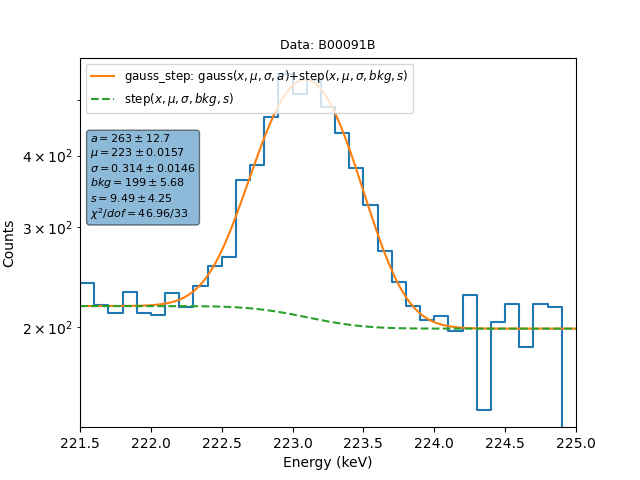 Data: B00091B
gauss_step: gauss(x, μ, σ, a)+step(x, μ, σ, bkg, s)
step(x, μ, σ, bkg, s)
a = 263 ± 12.7
μ = 223 ± 0.0157
σ = 0.314 ± 0.0146
bkg = 199 ± 5.68
s = 9.49 ± 4.25
χ²/dof = 46.96/33
4 × 10²
3 × 10²
2 × 10²
Counts
221.5 222.0 222.5 223.0 223.5 224.0 224.5 225.0
Energy (keV)